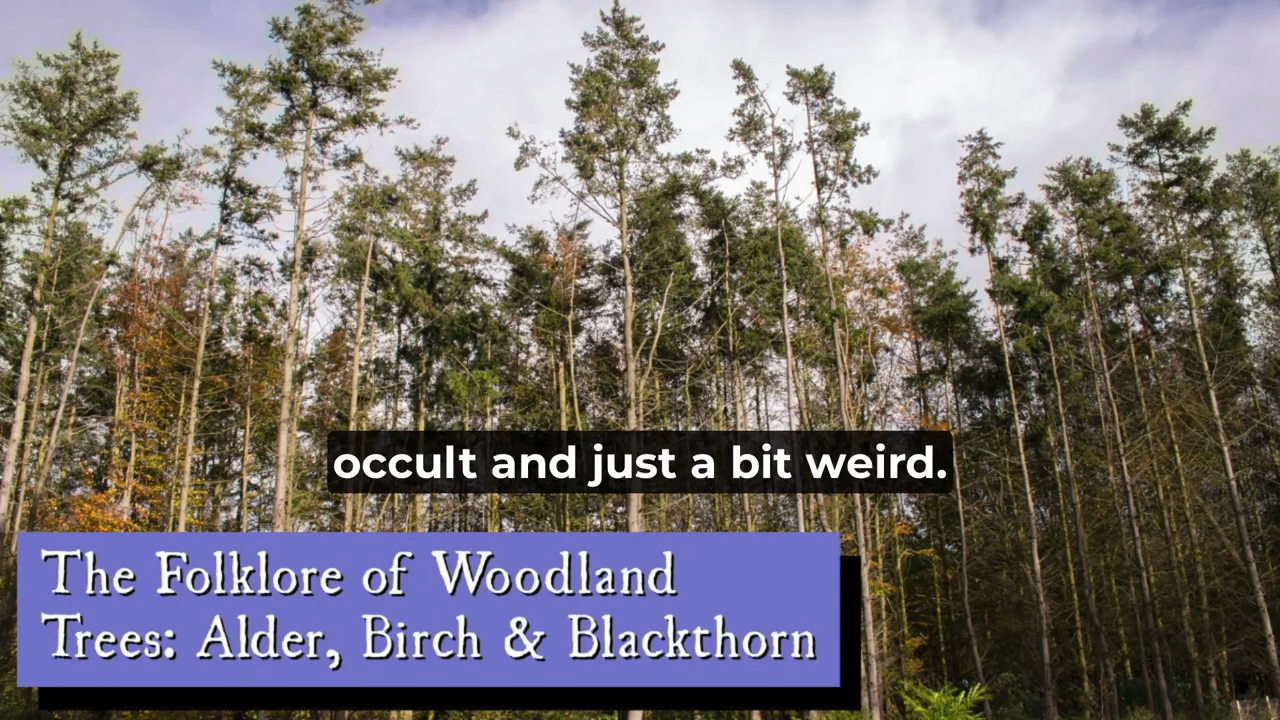 occult and just a bit weird.
The Folklore of Woodland
Trees: Alder, Birch & Blackthorn